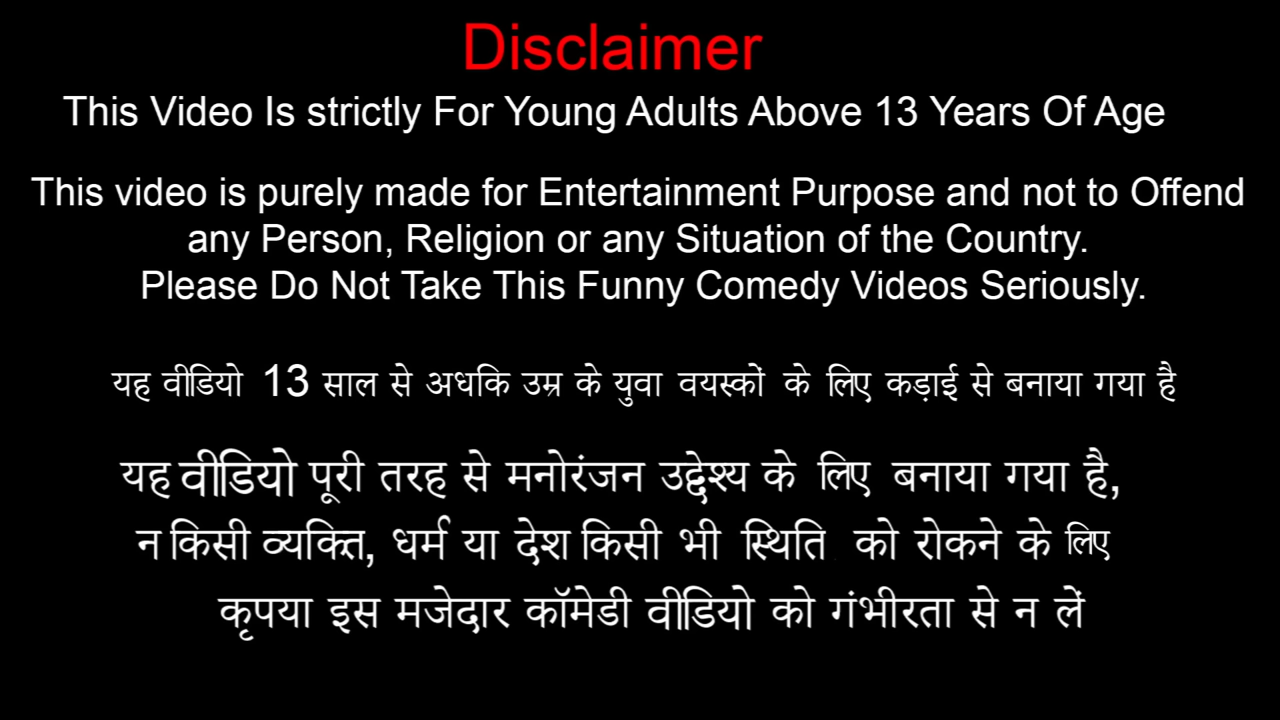 Disclaimer
This Video Is strictly For Young Adults Above 13 Years Of Age
This video is purely made for Entertainment Purpose and not to Offend
any Person, Religion or any Situation of the Country.
Please Do Not Take This Funny Comedy Videos Seriously.
यह वीडियो 13 साल से अधकि उम्र के युवा वयस्कों के लिए कड़ाई से बनाया गया है
यह वीडियो पूरी तरह से मनोरंजन उद्देश्य के लिए बनाया गया है,
न किसी व्यक्ति, धर्म या देश किसी भी स्थिति को रोकने के लिए
कृपया इस मजेदार कॉमेडी वीडियो को गंभीरता से न लें